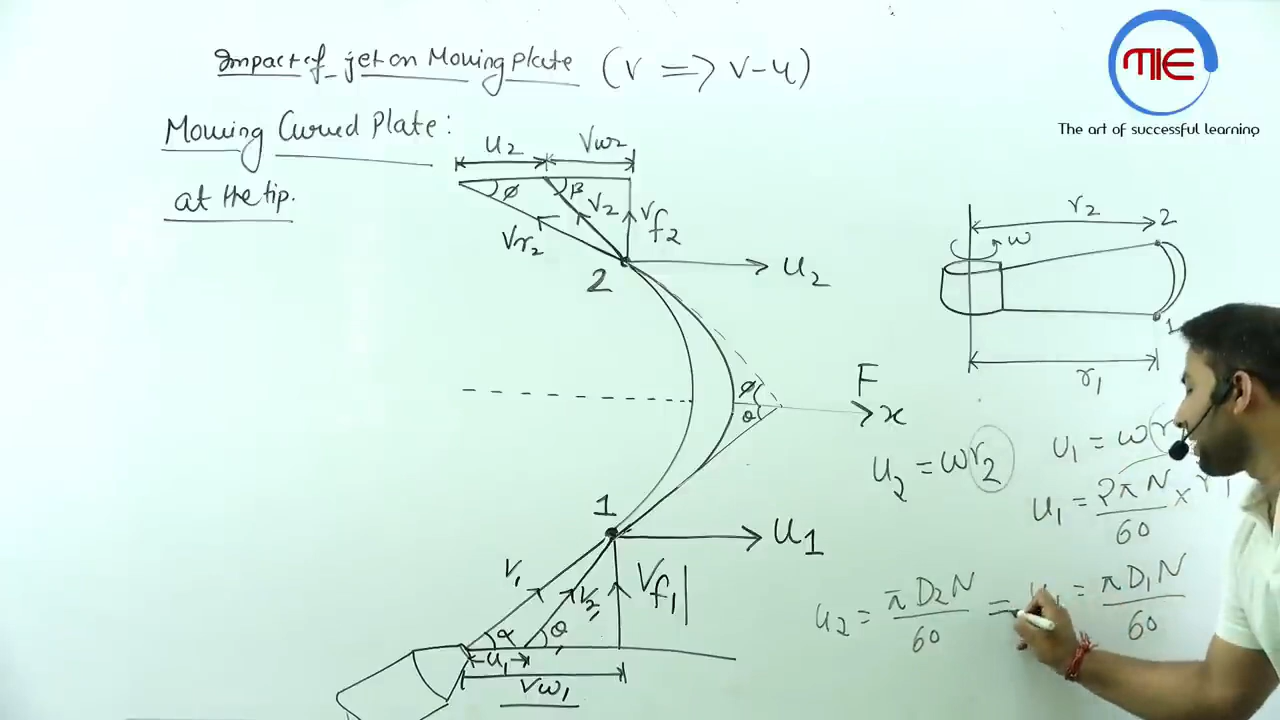 Impact of jet on Moving Plate (V => V-u)
MIE
The art of successful learning
Moving Curved Plate:
at the tip.
u2 Vw2
φ β
Vr2 V2 Vf2
2 u2
r2 2
ω
1
r1
F
φ
θ x
u2 = ωr2
u1 = ωr
u1 = 2πN/60 × r1
1 u1
V1 Vr1 Vf1
α θ
u1
Vw1
u2 = πD2N/60 = u1 = πD1N/60